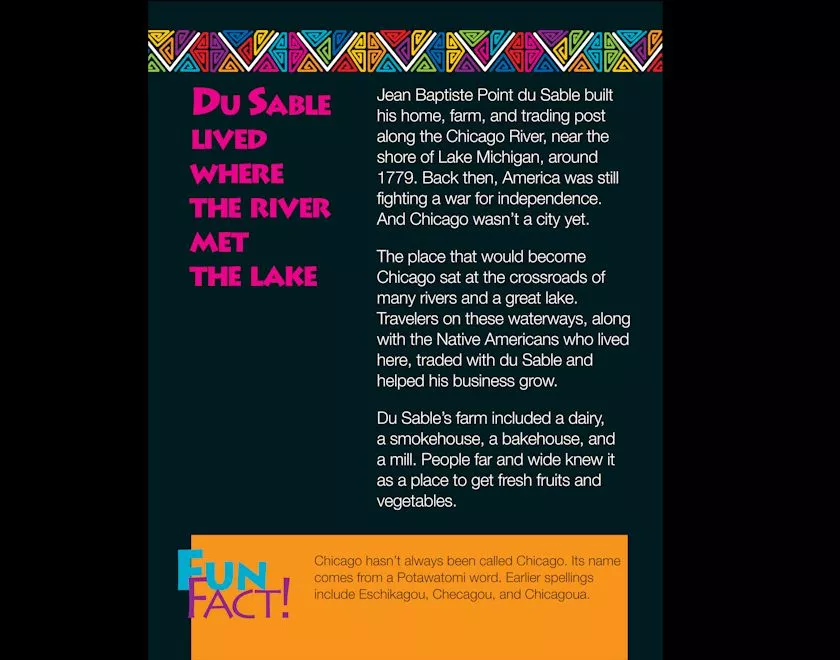 Du Sable
lived
where
the river
met
the lake
Jean Baptiste Point du Sable built
his home, farm, and trading post
along the Chicago River, near the
shore of Lake Michigan, around
1779. Back then, America was still
fighting a war for independence.
And Chicago wasn't a city yet.
The place that would become
Chicago sat at the crossroads of
many rivers and a great lake.
Travelers on these waterways, along
with the Native Americans who lived
here, traded with du Sable and
helped his business grow.
Du Sable's farm included a dairy,
a smokehouse, a bakehouse, and
a mill. People far and wide knew it
as a place to get fresh fruits and
vegetables.
Fun
Fact!
Chicago hasn't always been called Chicago. Its name
comes from a Potawatomi word. Earlier spellings
include Eschikagou, Checagou, and Chicagoua.